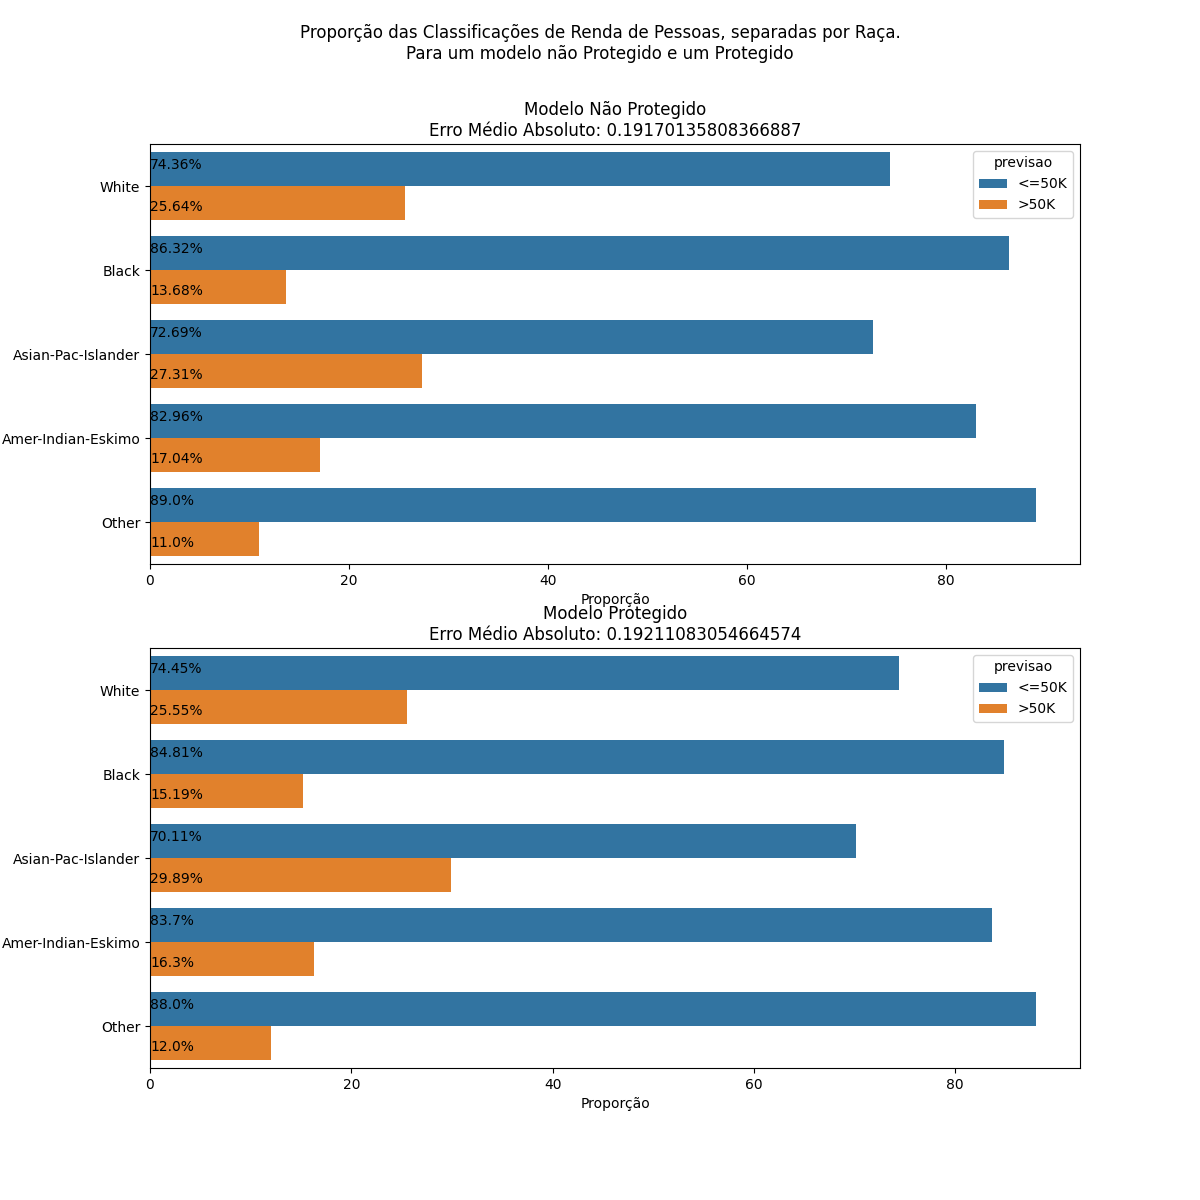 Proporção das Classificações de Renda de Pessoas, separadas por Raça.
Para um modelo não Protegido e um Protegido
Modelo Não Protegido
Erro Médio Absoluto: 0.19170135808366887
previsao
<=50K
>50K
White
74.36%
25.64%
Black
86.32%
13.68%
Asian-Pac-Islander
72.69%
27.31%
Amer-Indian-Eskimo
82.96%
17.04%
Other
89.0%
11.0%
0 20 40 60 80
Proporção
Modelo Protegido
Erro Médio Absoluto: 0.19211083054664574
previsao
<=50K
>50K
White
74.45%
25.55%
Black
84.81%
15.19%
Asian-Pac-Islander
70.11%
29.89%
Amer-Indian-Eskimo
83.7%
16.3%
Other
88.0%
12.0%
0 20 40 60 80
Proporção